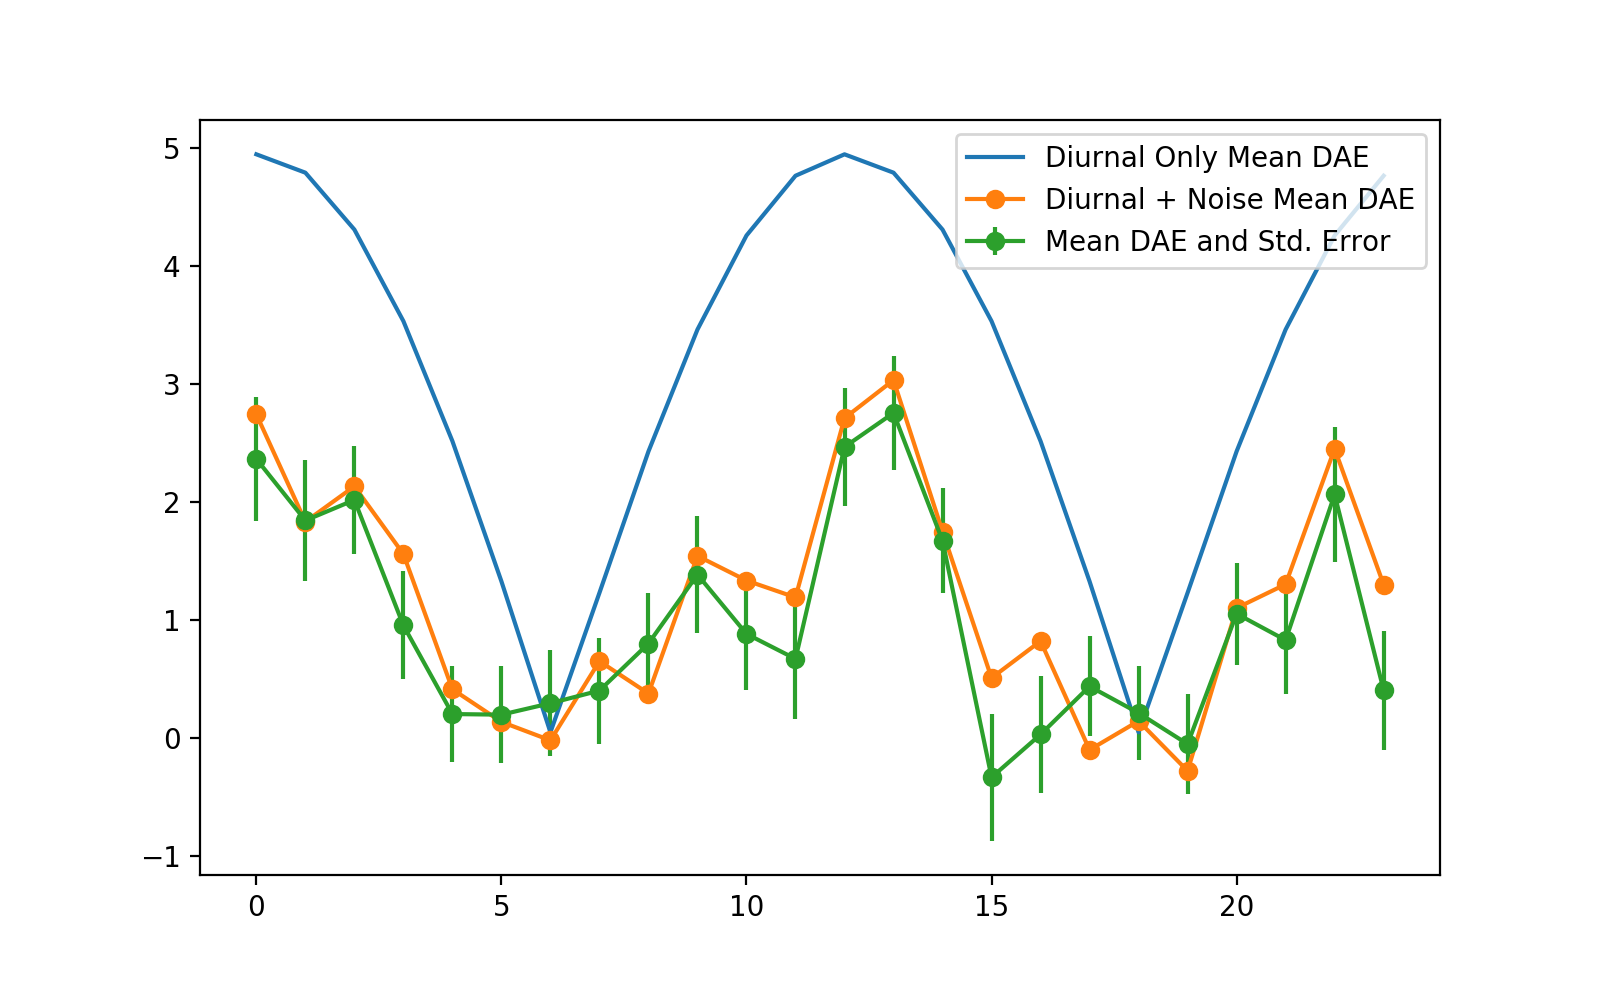 Diurnal Only Mean DAE
Diurnal + Noise Mean DAE
Mean DAE and Std. Error
5
4
3
2
1
0
−1
0 5 10 15 20